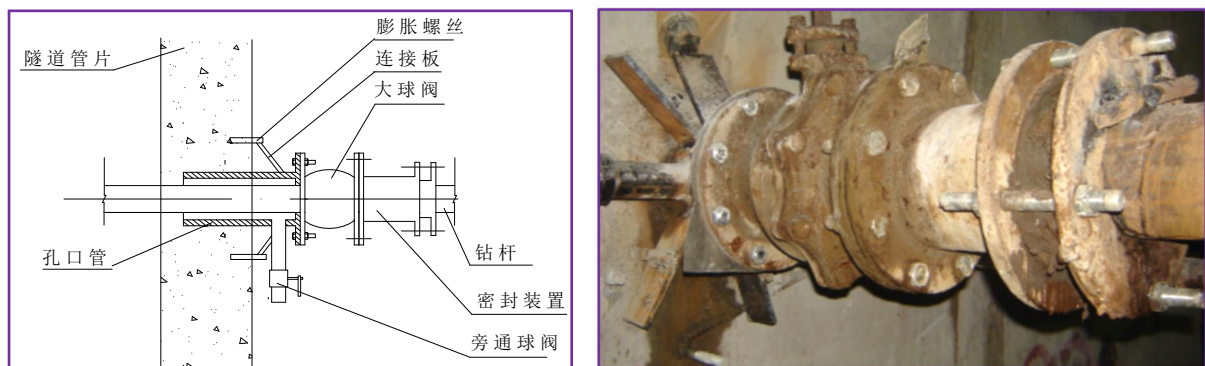 膨胀螺丝
隧道管片
连接板
大球阀
孔口管
钻杆
密封装置
旁通球阀